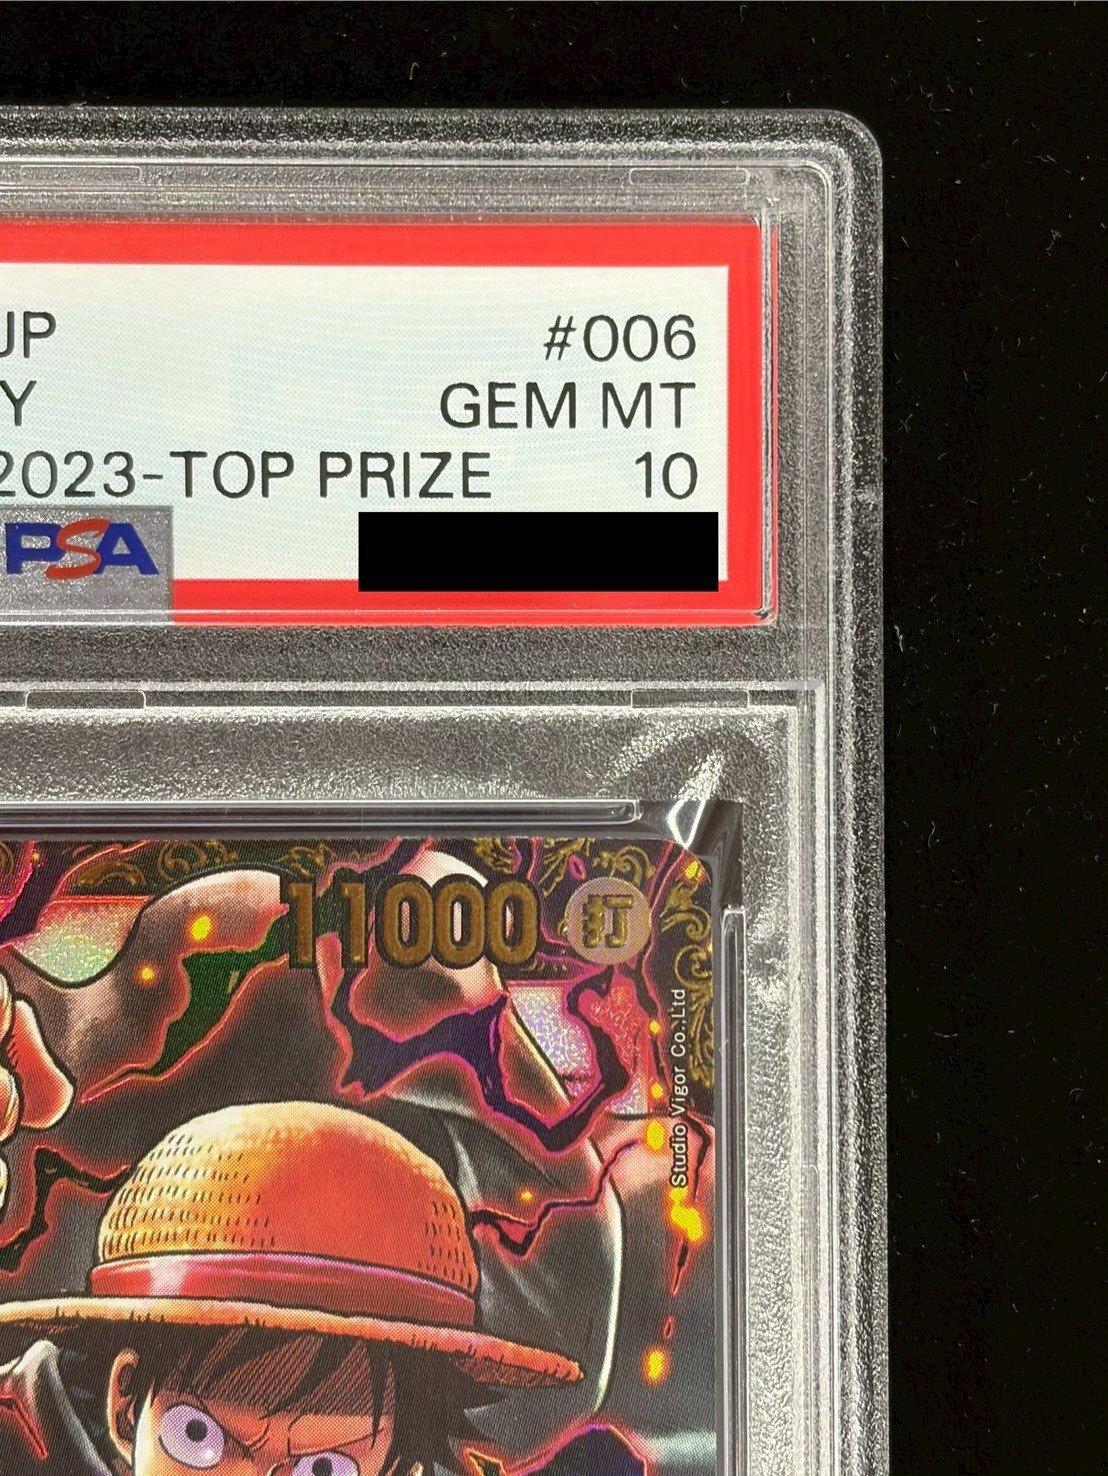 UP #006
Y GEM MT
2023-TOP PRIZE 10
PSA
11000 打
Studio Vigor Co.,Ltd